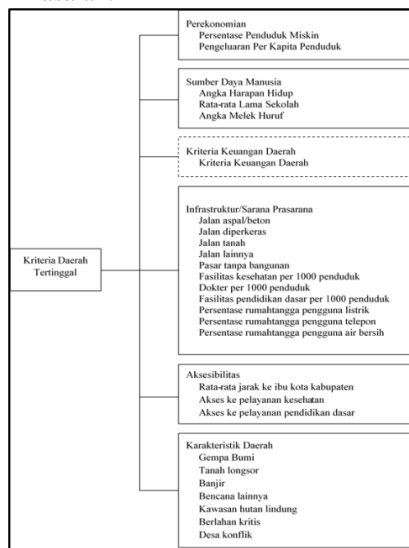 Perekonomian
Persentase Penduduk Miskin
Pengeluaran Per Kapita Penduduk
Sumber Daya Manusia
Angka Harapan Hidup
Rata-rata Lama Sekolah
Angka Melek Huruf
Kriteria Keuangan Daerah
Kriteria Keuangan Daerah
Kriteria Daerah
Tertinggal
Infrastruktur/Sarana Prasarana
Jalan aspal/beton
Jalan diperkeras
Jalan tanah
Jalan lainnya
Pasar tanpa bangunan
Fasilitas kesehatan per 1000 penduduk
Dokter per 1000 penduduk
Fasilitas pendidikan dasar per 1000 penduduk
Persentase rumahtangga pengguna listrik
Persentase rumahtangga pengguna telepon
Persentase rumahtangga pengguna air bersih
Aksesibilitas
Rata-rata jarak ke ibu kota kabupaten
Akses ke pelayanan kesehatan
Akses ke pelayanan pendidikan dasar
Karakteristik Daerah
Gempa Bumi
Tanah longsor
Banjir
Bencana lainnya
Kawasan hutan lindung
Berlahan kritis
Desa konflik